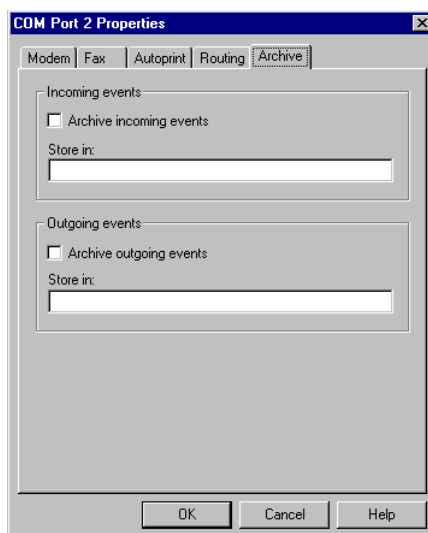 COM Port 2 Properties
Modem Fax Autoprint Routing Archive
Incoming events
Archive incoming events
Store in:
Outgoing events
Archive outgoing events
Store in:
OK Cancel Help